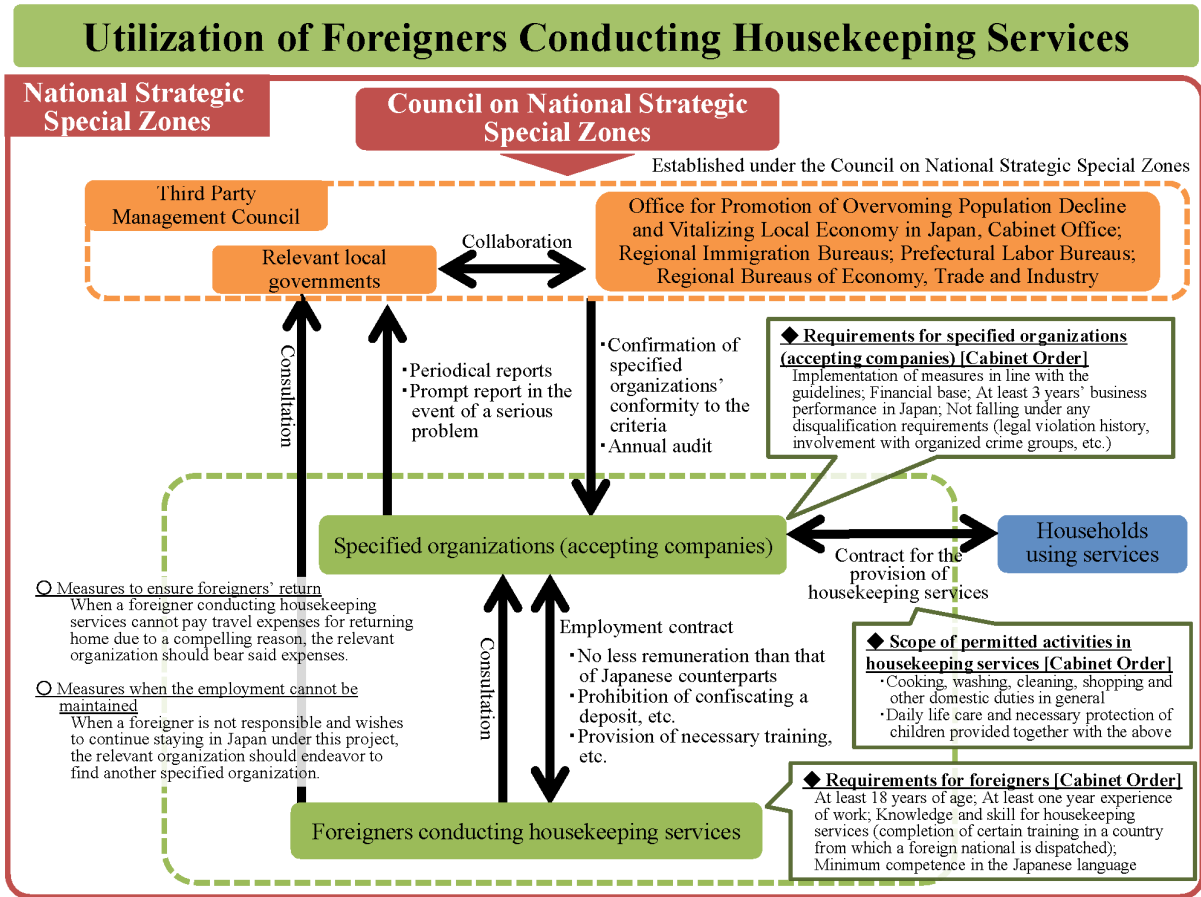 Utilization of Foreigners Conducting Housekeeping Services
National Strategic
Special Zones
Council on National Strategic
Special Zones
Established under the Council on National Strategic Special Zones
Third Party
Management Council
Relevant local
governments
Collaboration
Office for Promotion of Overvoming Population Decline
and Vitalizing Local Economy in Japan, Cabinet Office;
Regional Immigration Bureaus; Prefectural Labor Bureaus;
Regional Bureaus of Economy, Trade and Industry
Consultation
・Periodical reports
・Prompt report in the
event of a serious
problem
・Confirmation of
specified
organizations’
conformity to the
criteria
・Annual audit
◆ Requirements for specified organizations
(accepting companies) [Cabinet Order]
Implementation of measures in line with the
guidelines; Financial base; At least 3 years’ business
performance in Japan; Not falling under any
disqualification requirements (legal violation history,
involvement with organized crime groups, etc.)
Specified organizations (accepting companies)
Households
using services
Contract for the
provision of
housekeeping services
○ Measures to ensure foreigners’ return
When a foreigner conducting housekeeping
services cannot pay travel expenses for returning
home due to a compelling reason, the relevant
organization should bear said expenses.
○ Measures when the employment cannot be
maintained
When a foreigner is not responsible and wishes
to continue staying in Japan under this project,
the relevant organization should endeavor to
find another specified organization.
Consultation
Employment contract
・No less remuneration than that
of Japanese counterparts
・Prohibition of confiscating a
deposit, etc.
・Provision of necessary training,
etc.
◆ Scope of permitted activities in
housekeeping services [Cabinet Order]
・Cooking, washing, cleaning, shopping and
other domestic duties in general
・Daily life care and necessary protection of
children provided together with the above
Foreigners conducting housekeeping services
◆ Requirements for foreigners [Cabinet Order]
At least 18 years of age; At least one year experience
of work; Knowledge and skill for housekeeping
services (completion of certain training in a country
from which a foreign national is dispatched);
Minimum competence in the Japanese language